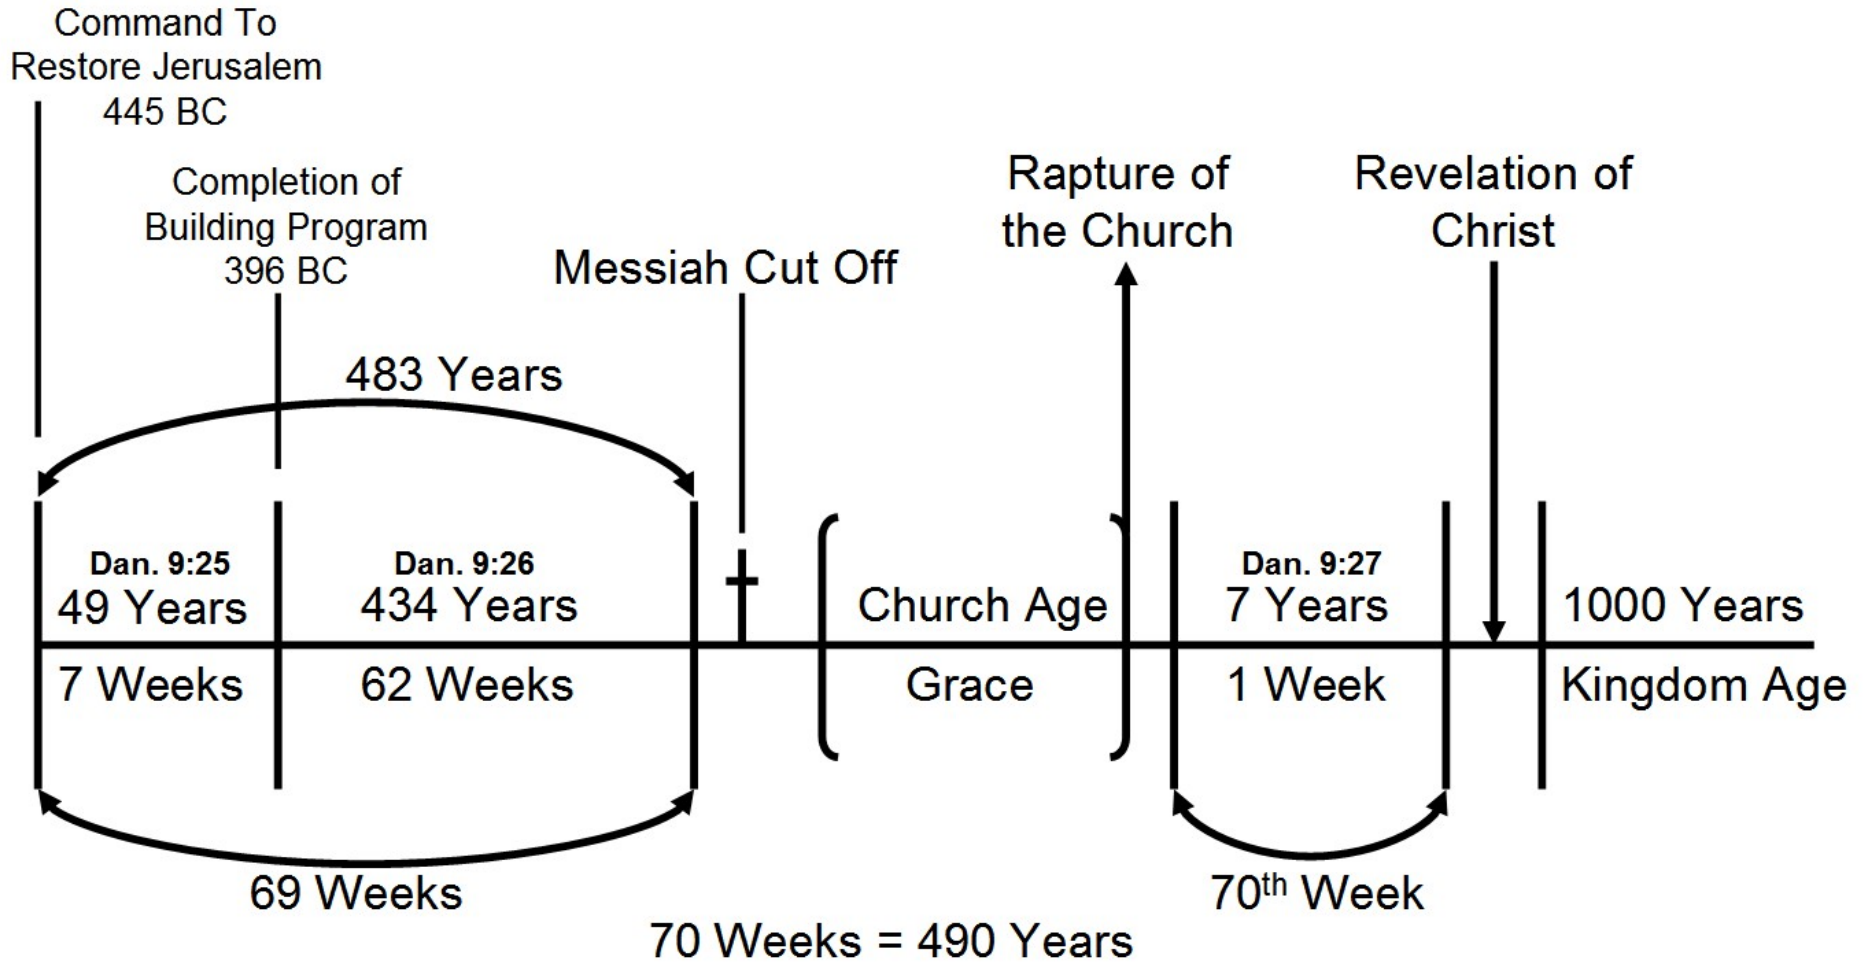 Command To
Restore Jerusalem
445 BC
Completion of
Building Program
396 BC
Messiah Cut Off
Rapture of
the Church
Revelation of
Christ
483 Years
Dan. 9:25
49 Years
7 Weeks
Dan. 9:26
434 Years
62 Weeks
Church Age
Grace
Dan. 9:27
7 Years
1 Week
1000 Years
Kingdom Age
69 Weeks
70th Week
70 Weeks = 490 Years